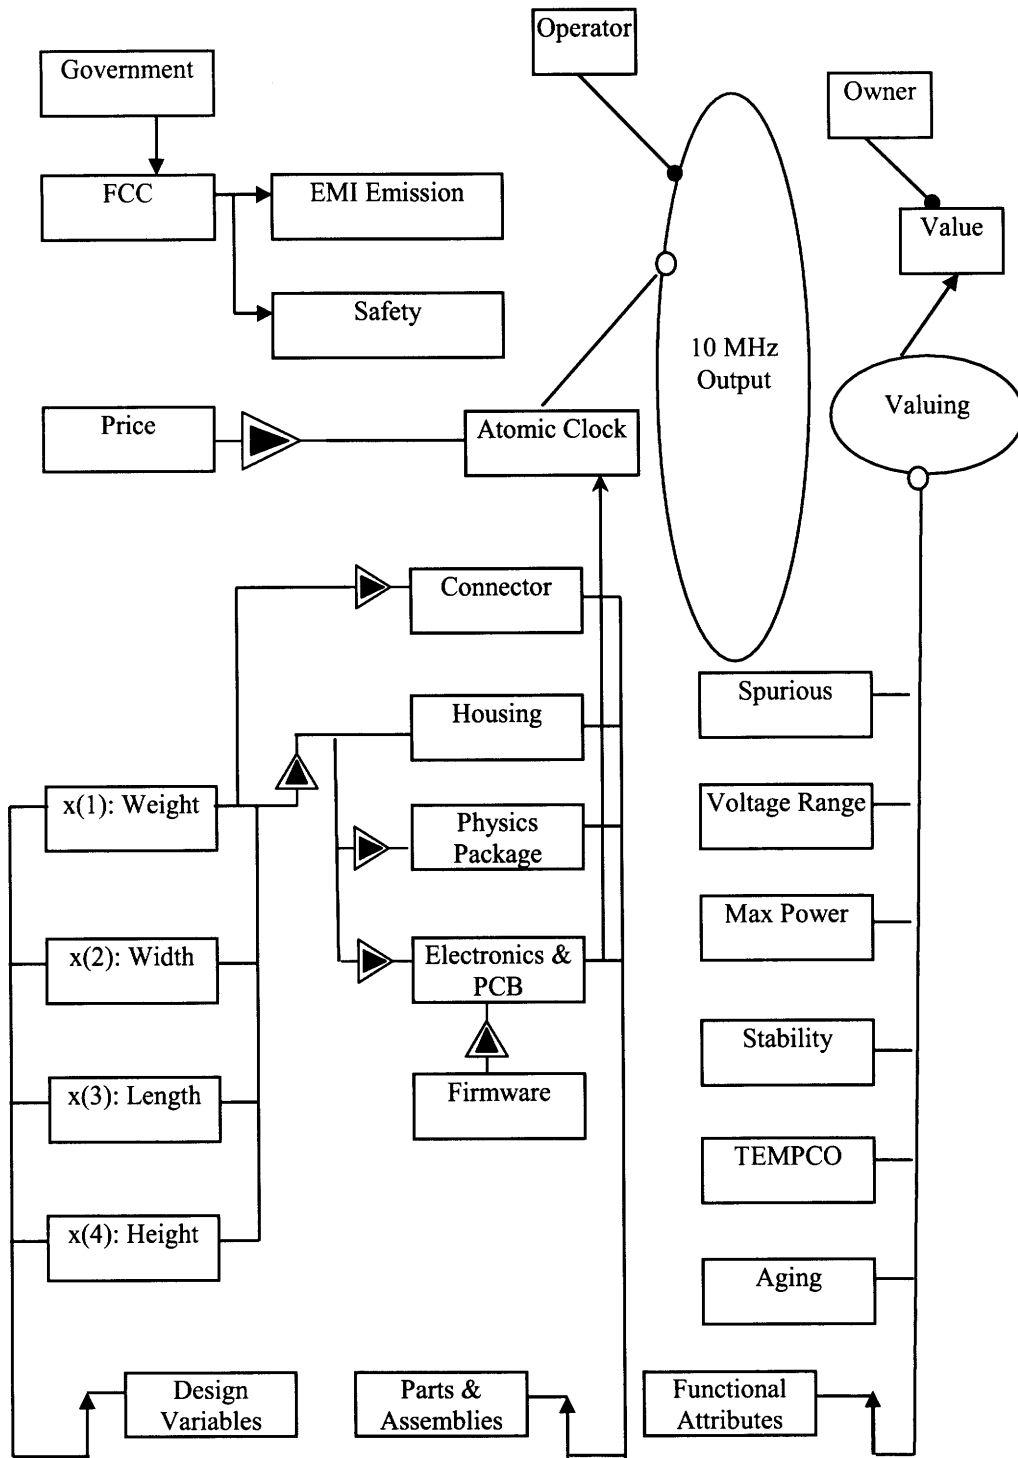 Operator
Government
Owner
FCC
EMI Emission
Value
Safety
10 MHz
Output
Valuing
Price
Atomic Clock
Connector
Spurious
Housing
x(1): Weight
Physics
Package
Voltage Range
Max Power
x(2): Width
Electronics &
PCB
Stability
x(3): Length
Firmware
TEMPCO
x(4): Height
Aging
Design
Variables
Parts &
Assemblies
Functional
Attributes